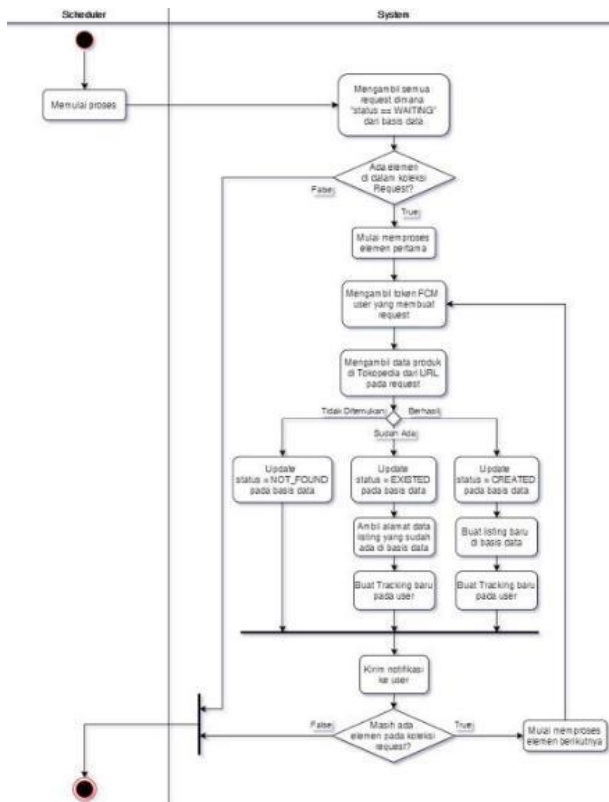 Scheduler
System
Memulai proses
Mengambil semua
request dimana
"status == WAITING"
dari basis data
Ada elemen
di dalam koleksi
Request?
False
True
Mulai memproses
elemen pertama
Mengambil token FCM
user yang membuat
request
Mengambil data produk
di Tokopedia dari URL
pada request
Tidak Ditemukan
Berhasil
Sudah Ada
Update
status = NOT_FOUND
pada basis data
Update
status = EXISTED
pada basis data
Update
status = CREATED
pada basis data
Ambil alamat data
listing yang sudah
ada di basis data
Buat listing baru
di basis data
Buat Tracking baru
pada user
Buat Tracking baru
pada user
Kirim notifikasi
ke user
False
Masih ada
elemen pada koleksi
request?
True
Mulai memproses
elemen berikutnya